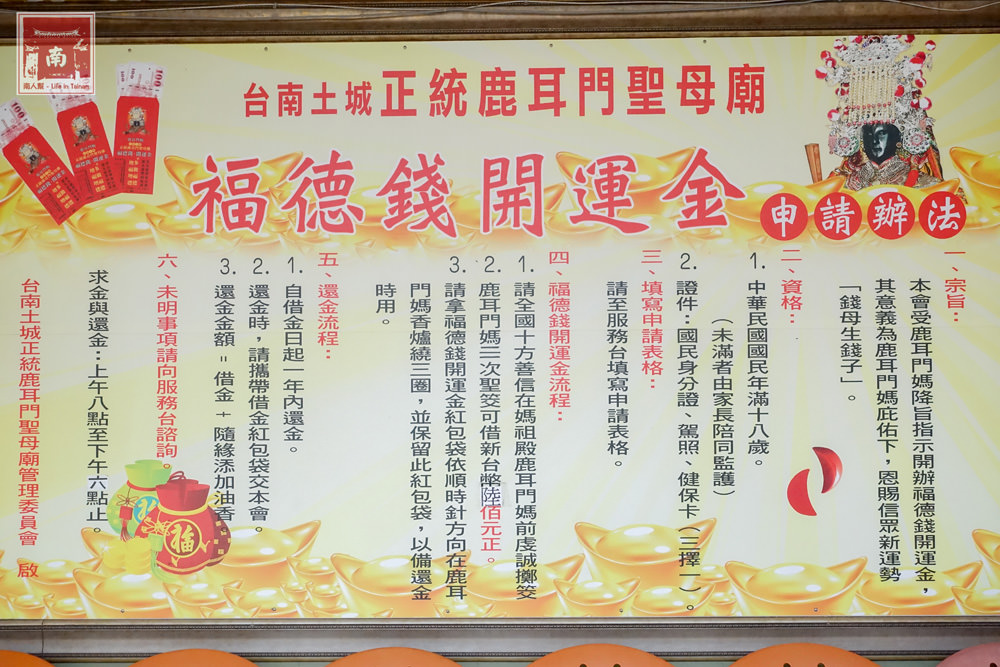 南
南人幫 - Life in Tainan
台南土城正統鹿耳門聖母廟
福德錢開運金
申請辦法
一、宗旨：
本會受鹿耳門媽降旨指示開辦福德錢開運金，
其意義為鹿耳門媽庇佑下，恩賜信眾新運勢
「錢母生錢子」。
二、資格：
1. 中華民國國民年滿十八歲。
（未滿者由家長陪同監護）
2. 證件：國民身分證、駕照、健保卡（三擇一）。
三、填寫申請表格：
請至服務台填寫申請表格。
四、福德錢開運金流程：
1. 請全國十方善信在媽祖殿鹿耳門媽前虔誠擲筊
2. 鹿耳門媽三次聖筊可借新台幣陸佰元正。
3. 請拿福德錢開運金紅包袋依順時針方向在鹿耳
門媽香爐繞三圈，並保留此紅包袋，以備還金
時用。
五、還金流程：
1. 自借金日起一年內還金。
2. 還金時，請攜帶借金紅包袋交本會。
3. 還金金額 = 借金 + 隨緣添加油香
六、未明事項請向服務台諮詢。
求金與還金：上午八點至下午六點止。
台南土城正統鹿耳門聖母廟管理委員會 啟
福
100
100
100